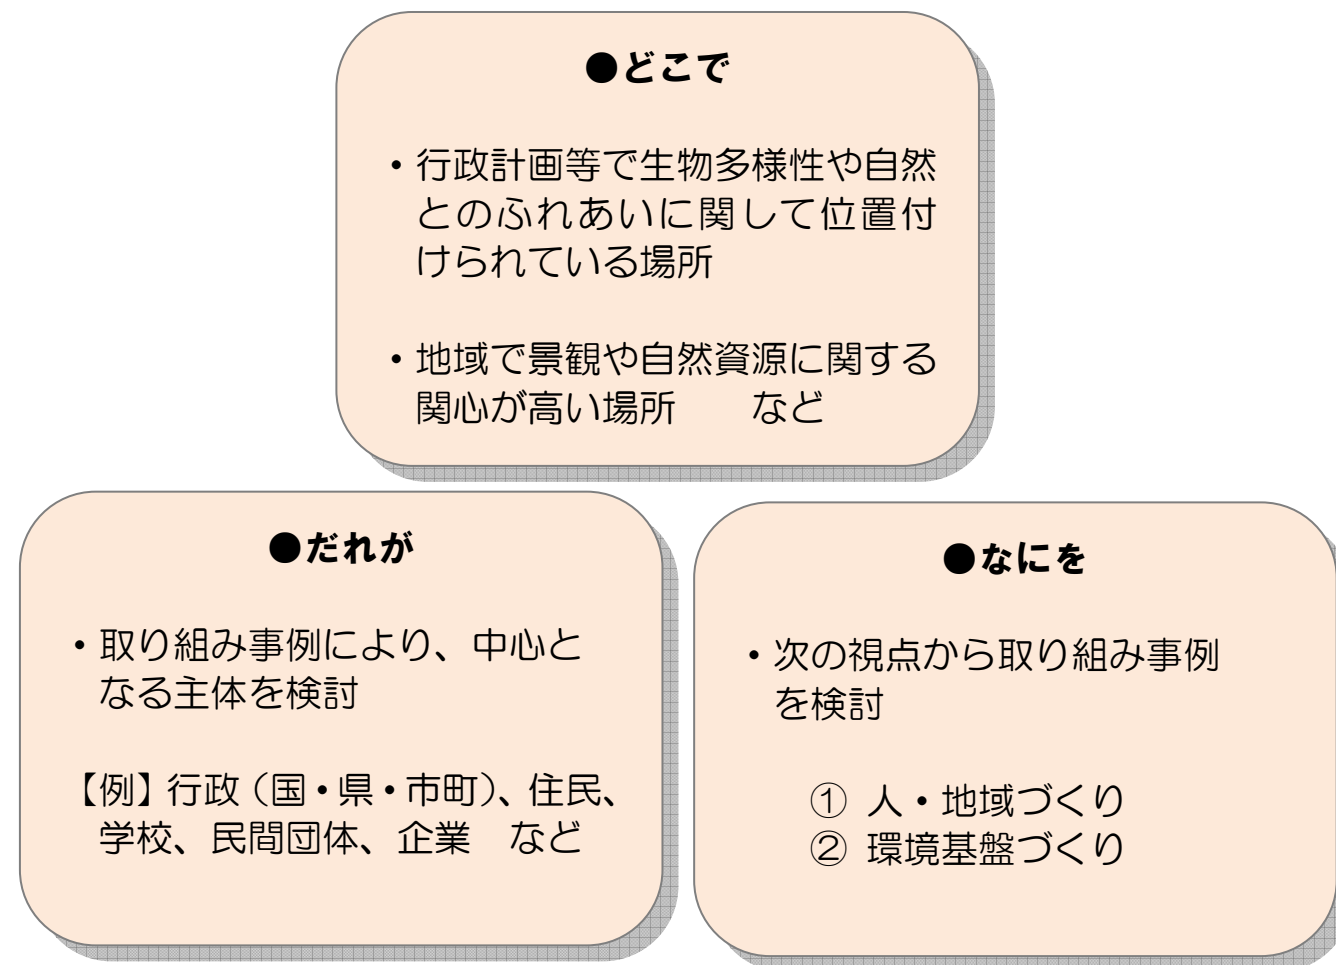 ●どこで
・行政計画等で生物多様性や自然
とのふれあいに関して位置付
けられている場所
・地域で景観や自然資源に関する
関心が高い場所　　など
●だれが
・取り組み事例により、中心と
なる主体を検討
【例】行政（国・県・市町）、住民、
学校、民間団体、企業　など
●なにを
・次の視点から取り組み事例
を検討
① 人・地域づくり
② 環境基盤づくり